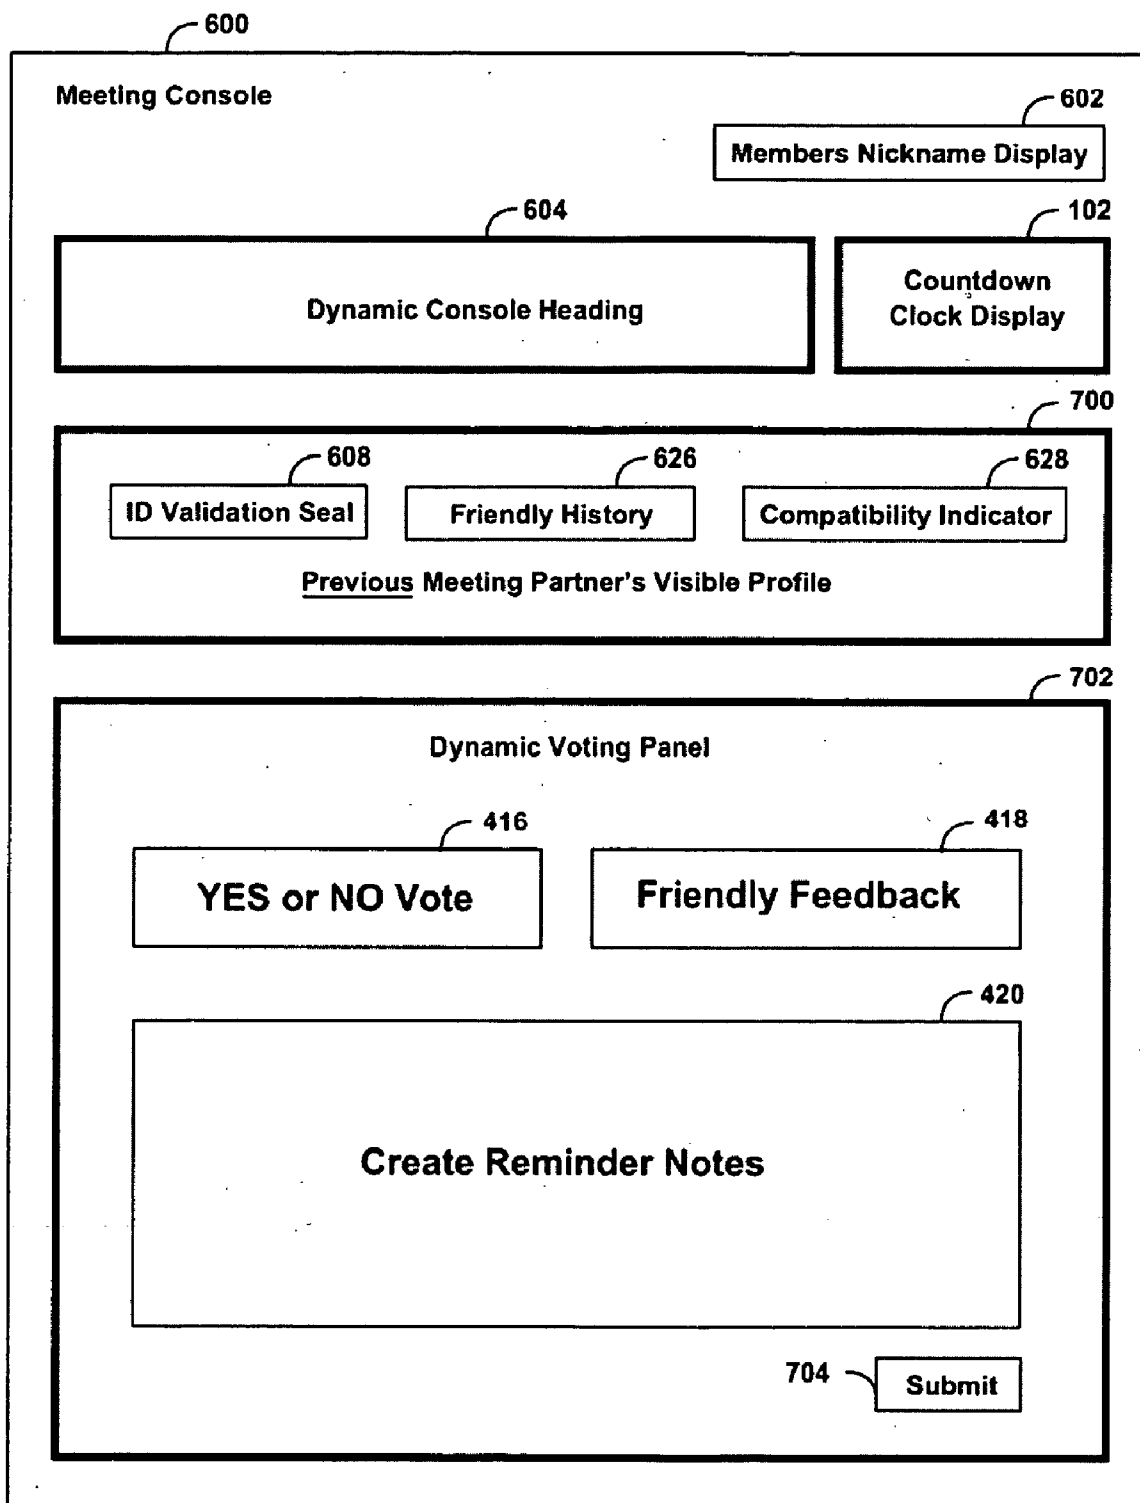 600
Meeting Console
602
Members Nickname Display
604
102
Dynamic Console Heading
Countdown
Clock Display
700
608
626
628
ID Validation Seal
Friendly History
Compatibility Indicator
Previous Meeting Partner's Visible Profile
702
Dynamic Voting Panel
416
418
YES or NO Vote
Friendly Feedback
420
Create Reminder Notes
704
Submit